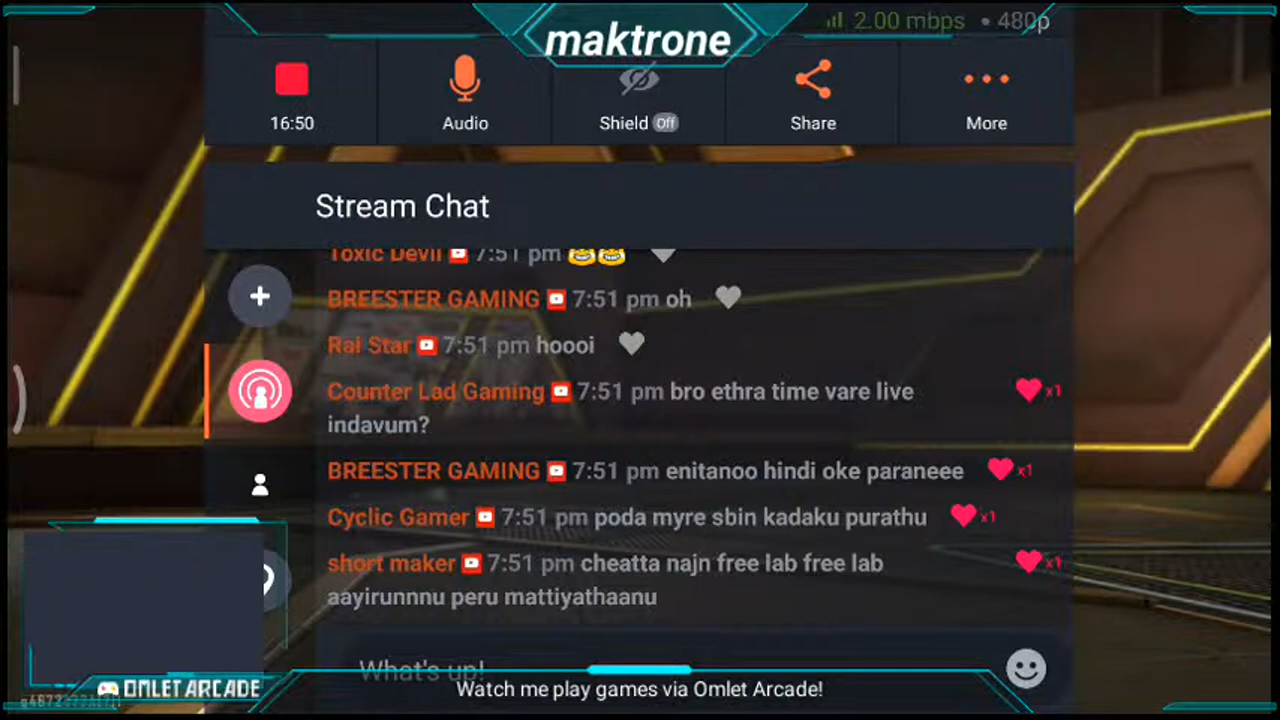 maktrone
2.00 mbps • 480p
16:50
Audio
Shield Off
Share
More
Stream Chat
Toxic Devil 7:51 pm 😂😂
BREESTER GAMING 7:51 pm oh
Rai Star 7:51 pm hoooi
Counter Lad Gaming 7:51 pm bro ethra time vare live x1
indavum?
BREESTER GAMING 7:51 pm enitanoo hindi oke paraneee x1
Cyclic Gamer 7:51 pm poda myre sbin kadaku purathu x1
short maker 7:51 pm cheatta najn free lab free lab x1
aayirunnnu peru mattiyathaanu
What's up!
OMLET ARCADE
Watch me play games via Omlet Arcade!